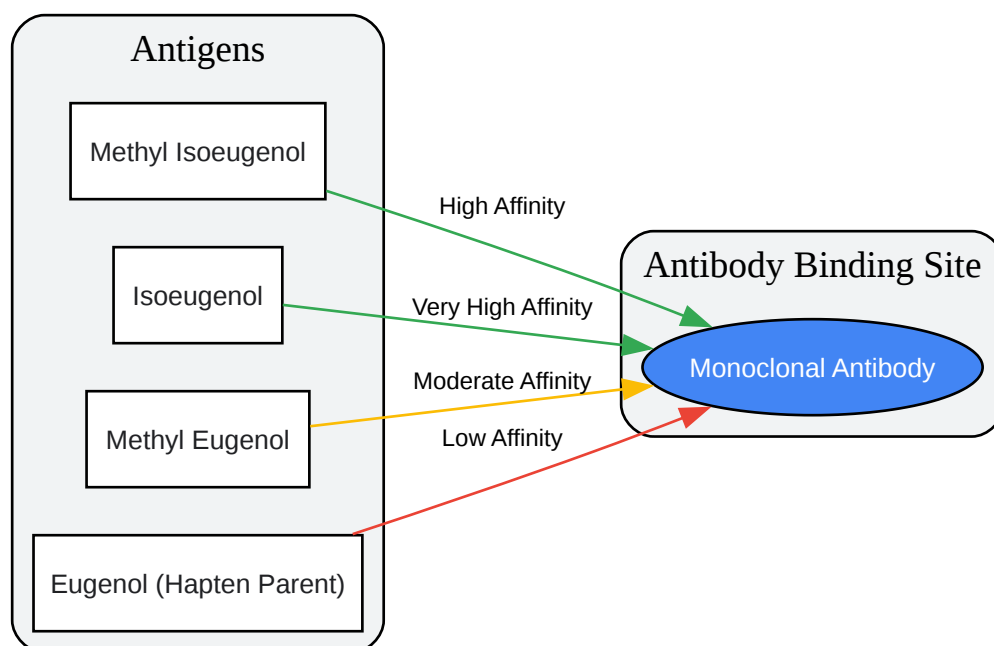 Antigens
Methyl Isoeugenol
High Affinity
Isoeugenol
Very High Affinity
Methyl Eugenol
Moderate Affinity
Eugenol (Hapten Parent)
Low Affinity
Antibody Binding Site
Monoclonal Antibody